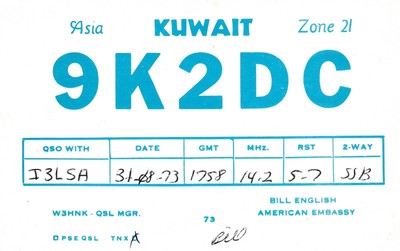 Asia KUWAIT Zone 21
9K2DC
QSO WITH DATE GMT MHz. RST 2-WAY
I3LSA 31-08-73 1758 14.2 5-7 SSB
BILL ENGLISH
W3HNK - QSL MGR. 73 AMERICAN EMBASSY
PSE QSL TNX Bill